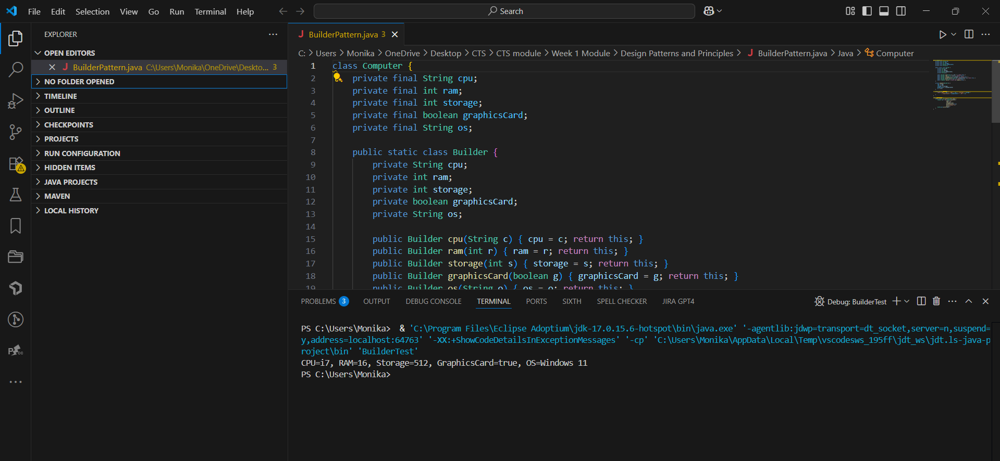 File Edit Selection View Go Run Terminal Help
Search
EXPLORER
OPEN EDITORS
BuilderPattern.java C:\Users\Monika\OneDrive\Deskto... 3
NO FOLDER OPENED
TIMELINE
OUTLINE
CHECKPOINTS
PROJECTS
RUN CONFIGURATION
HIDDEN ITEMS
JAVA PROJECTS
MAVEN
LOCAL HISTORY
BuilderPattern.java 3
C: > Users > Monika > OneDrive > Desktop > CTS > CTS module > Week 1 Module > Design Patterns and Principles > BuilderPattern.java > Java > Computer
1 class Computer {
2 private final String cpu;
3 private final int ram;
4 private final int storage;
5 private final boolean graphicsCard;
6 private final String os;
7
8 public static class Builder {
9 private String cpu;
10 private int ram;
11 private int storage;
12 private boolean graphicsCard;
13 private String os;
14
15 public Builder cpu(String c) { cpu = c; return this; }
16 public Builder ram(int r) { ram = r; return this; }
17 public Builder storage(int s) { storage = s; return this; }
18 public Builder graphicsCard(boolean g) { graphicsCard = g; return this; }
19 public Builder os(String o) { os = o; return this; }
PROBLEMS 3 OUTPUT DEBUG CONSOLE TERMINAL PORTS SIXTH SPELL CHECKER JIRA GPT4
Debug: BuilderTest
PS C:\Users\Monika> & 'C:\Program Files\Eclipse Adoptium\jdk-17.0.15.6-hotspot\bin\java.exe' '-agentlib:jdwp=transport=dt_socket,server=n,suspend=
y,address=localhost:64763' '-XX:+ShowCodeDetailsInExceptionMessages' '-cp' 'C:\Users\Monika\AppData\Local\Temp\vscodesws_195ff\jdt_ws\jdt.ls-java-p
roject\bin' 'BuilderTest'
CPU=i7, RAM=16, Storage=512, GraphicsCard=true, OS=Windows 11
PS C:\Users\Monika>